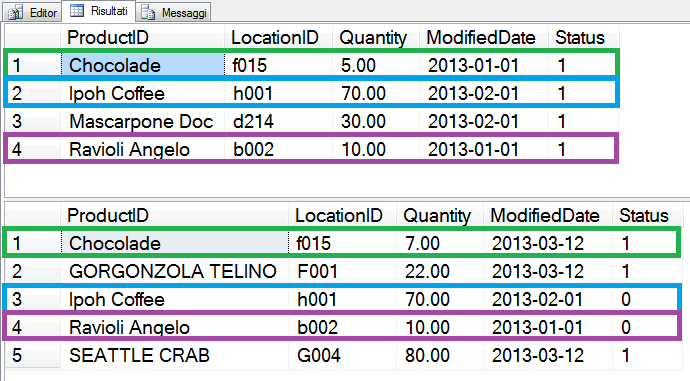 Editor Risultati Messaggi
ProductID LocationID Quantity ModifiedDate Status
1 Chocolade f015 5.00 2013-01-01 1
2 Ipoh Coffee h001 70.00 2013-02-01 1
3 Mascarpone Doc d214 30.00 2013-02-01 1
4 Ravioli Angelo b002 10.00 2013-01-01 1
ProductID LocationID Quantity ModifiedDate Status
1 Chocolade f015 7.00 2013-03-12 1
2 GORGONZOLA TELINO F001 22.00 2013-03-12 1
3 Ipoh Coffee h001 70.00 2013-02-01 0
4 Ravioli Angelo b002 10.00 2013-01-01 0
5 SEATTLE CRAB G004 80.00 2013-03-12 1